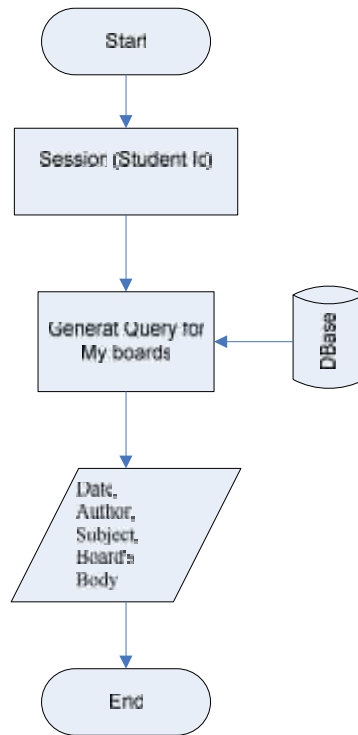 Start
Session (Student Id)
Generat Query for
My boards
DBase
Date,
Author,
Subject,
Board's
Body
End